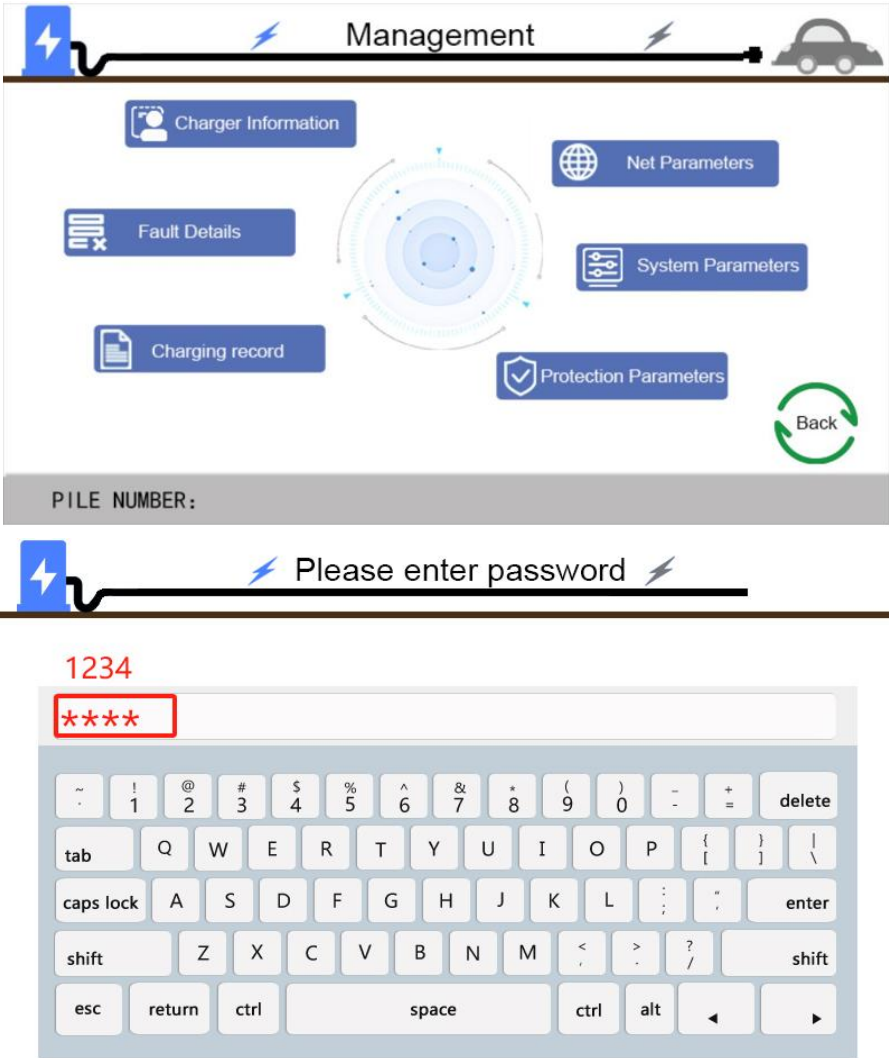 Management
Charger Information
Net Parameters
Fault Details
System Parameters
Charging record
Protection Parameters
Back
PILE NUMBER:
Please enter password
1234
****
~ ! @ # $ % ^ & * ( ) _ +
· 1 2 3 4 5 6 7 8 9 0 - = delete
tab Q W E R T Y U I O P { [ } ] | \
caps lock A S D F G H J K L : ; " , enter
shift Z X C V B N M < , > . ? / shift
esc return ctrl space ctrl alt ◀ ▶